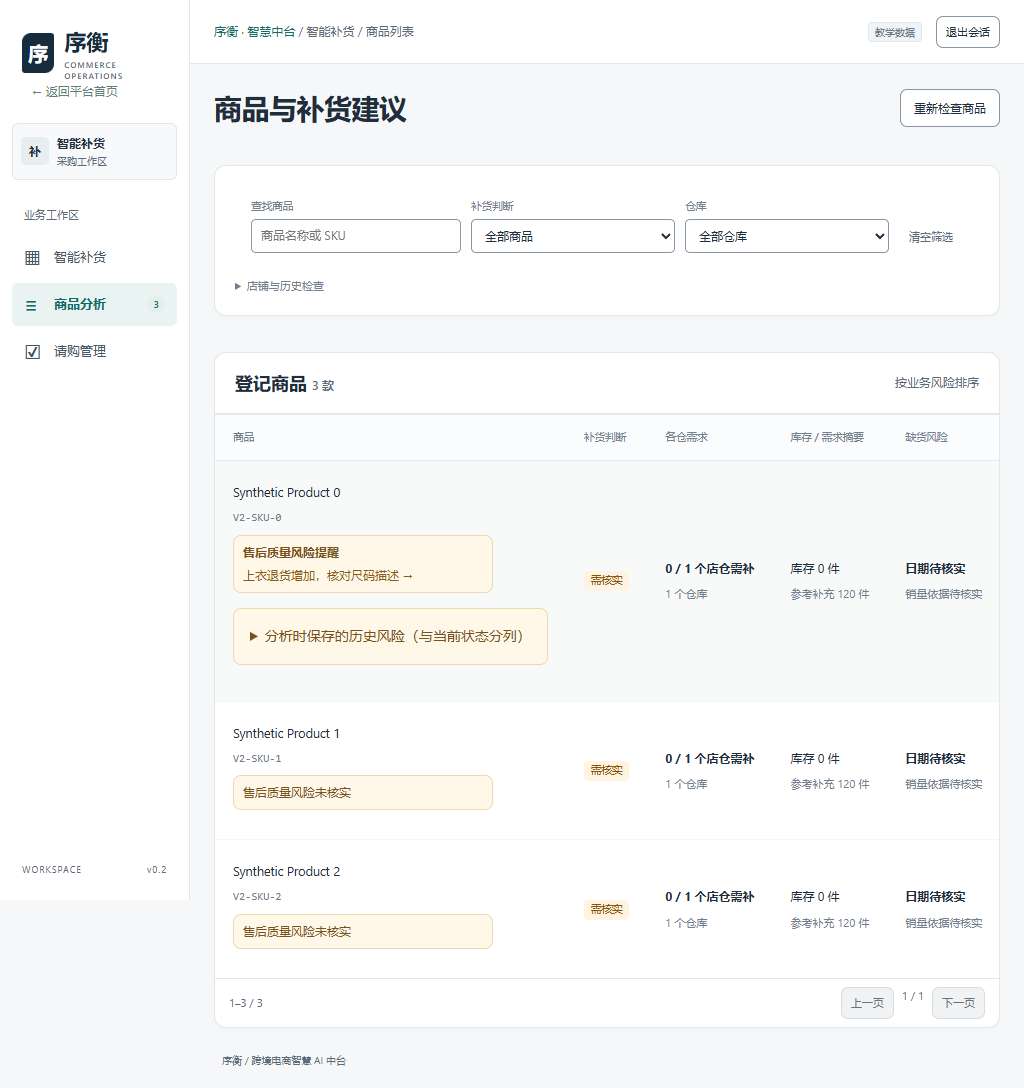 序
序衡
COMMERCE
OPERATIONS
← 返回平台首页
补
智能补货
采购工作区
业务工作区
智能补货
商品分析 3
请购管理
WORKSPACE v0.2
序衡 · 智慧中台 / 智能补货 / 商品列表
教学数据
退出会话
商品与补货建议
重新检查商品
查找商品 补货判断 仓库
商品名称或 SKU 全部商品 全部仓库 清空筛选
▶ 店铺与历史检查
登记商品 3 款 按业务风险排序
商品 补货判断 各仓需求 库存 / 需求摘要 缺货风险
Synthetic Product 0
V2-SKU-0
售后质量风险提醒
上衣退货增加，核对尺码描述 →
▶ 分析时保存的历史风险（与当前状态分列）
需核实
0 / 1 个店仓需补 库存 0 件 日期待核实
1 个仓库 参考补充 120 件 销量依据待核实
Synthetic Product 1
V2-SKU-1
售后质量风险未核实
需核实
0 / 1 个店仓需补 库存 0 件 日期待核实
1 个仓库 参考补充 120 件 销量依据待核实
Synthetic Product 2
V2-SKU-2
售后质量风险未核实
需核实
0 / 1 个店仓需补 库存 0 件 日期待核实
1 个仓库 参考补充 120 件 销量依据待核实
1–3 / 3 上一页 1 / 1 下一页
序衡 / 跨境电商智慧 AI 中台